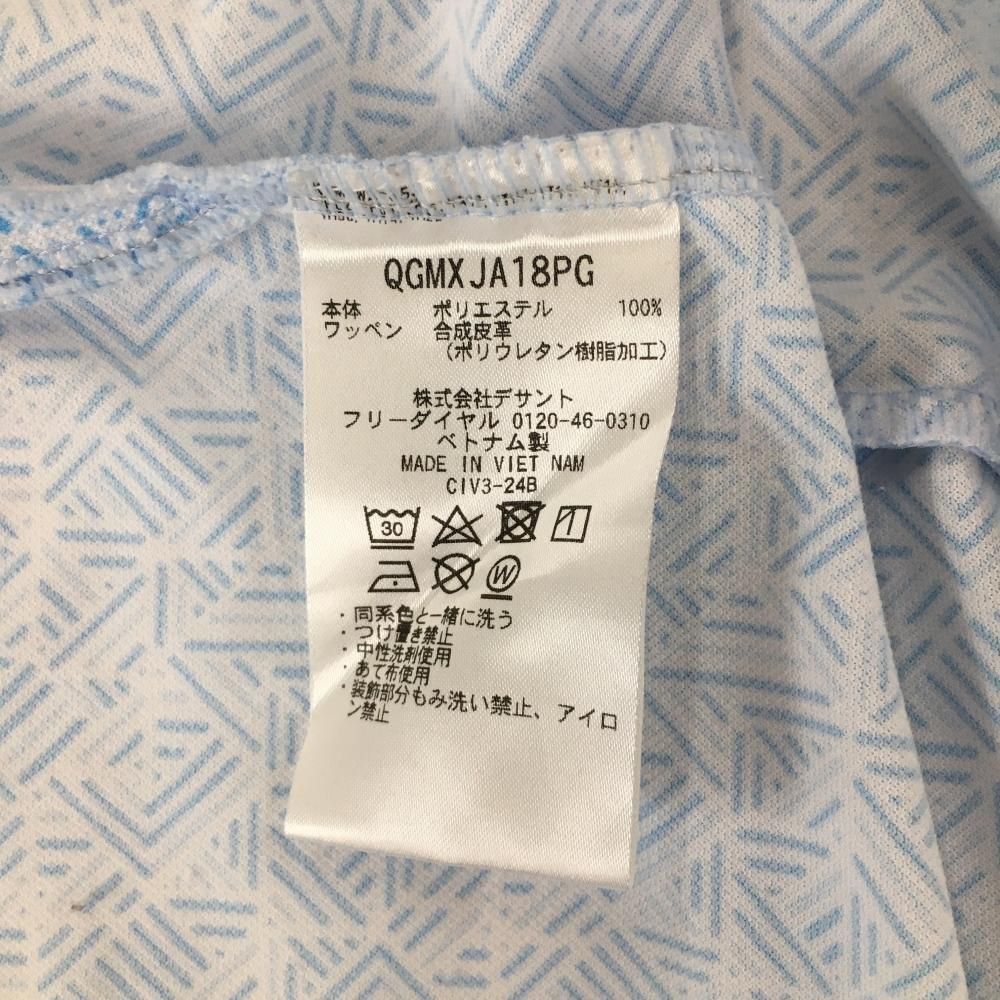 QGMXJA18PG
本体 ポリエステル 100%
ワッペン 合成皮革
(ポリウレタン樹脂加工)
株式会社デサント
フリーダイヤル 0120-46-0310
ベトナム製
MADE IN VIET NAM
CIV3-24B
30
W
・同系色と一緒に洗う
・つけ置き禁止
・中性洗剤使用
・あて布使用
・装飾部分もみ洗い禁止、アイロ
ン禁止